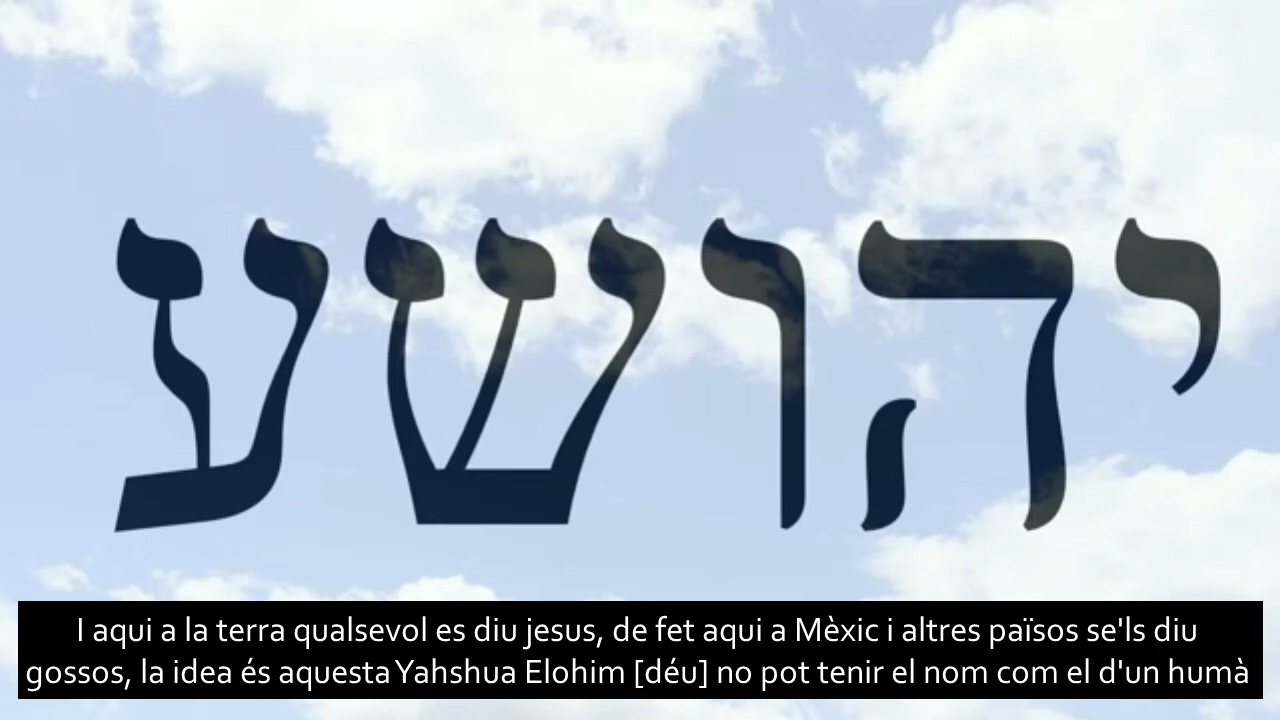 יהושע
I aqui a la terra qualsevol es diu jesus, de fet aqui a Mèxic i altres països se'ls diu
gossos, la idea és aquesta Yahshua Elohim [déu] no pot tenir el nom com el d'un humà